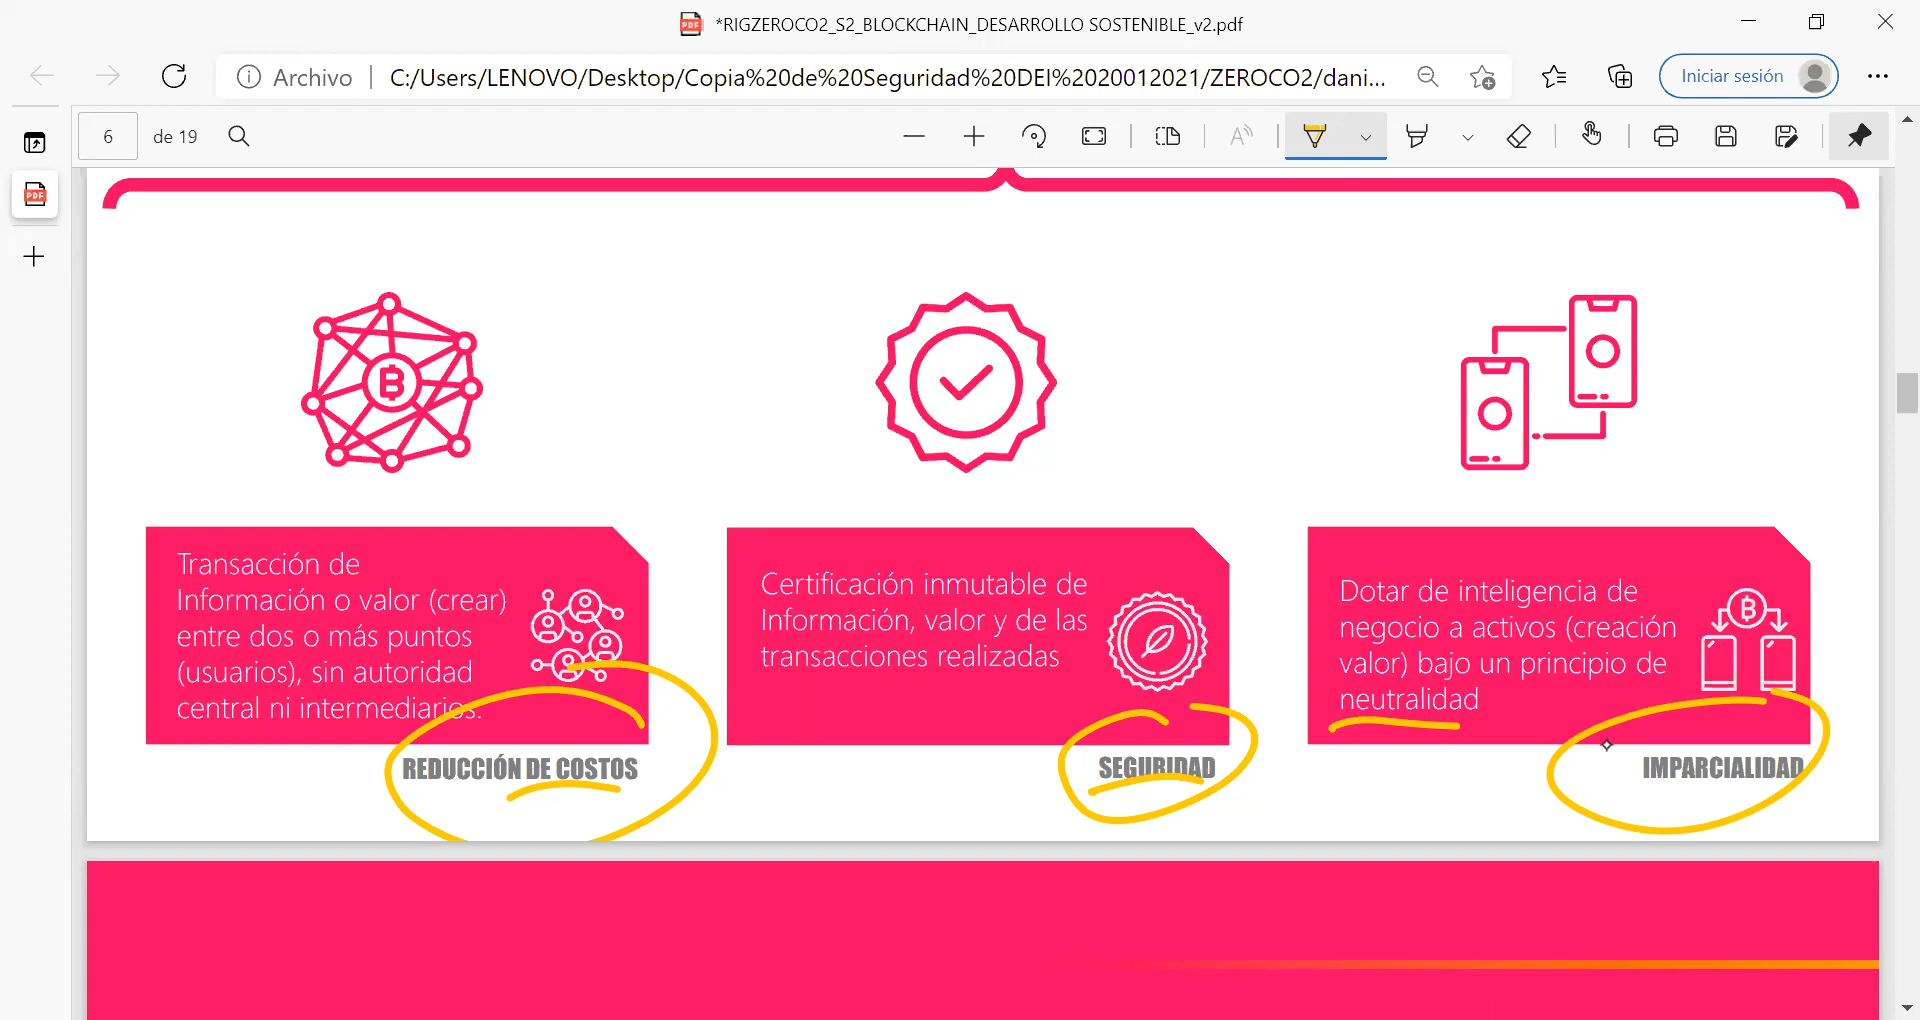 *RIGZEROCO2_S2_BLOCKCHAIN_DESARROLLO SOSTENIBLE_v2.pdf
Archivo | C:/Users/LENOVO/Desktop/Copia%20de%20Seguridad%20DEI%2020012021/ZEROCO2/dani...
Iniciar sesión
6 de 19
Transacción de
Información o valor (crear)
entre dos o más puntos
(usuarios), sin autoridad
central ni intermediarios.
REDUCCIÓN DE COSTOS
Certificación inmutable de
Información, valor y de las
transacciones realizadas
SEGURIDAD
Dotar de inteligencia de
negocio a activos (creación
valor) bajo un principio de
neutralidad
IMPARCIALIDAD